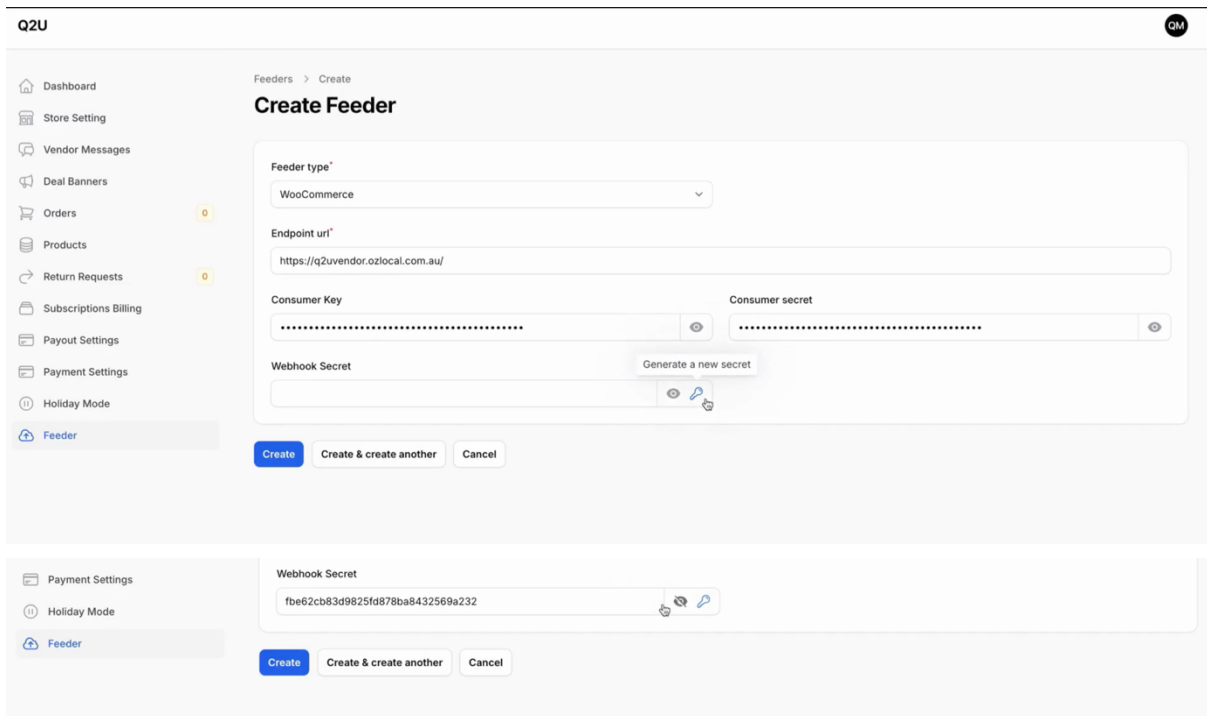 Q2U
QM
Dashboard
Store Setting
Vendor Messages
Deal Banners
Orders 0
Products
Return Requests 0
Subscriptions Billing
Payout Settings
Payment Settings
Holiday Mode
Feeder
Feeders > Create
Create Feeder
Feeder type*
WooCommerce
Endpoint url*
https://q2uvendor.ozlocal.com.au/
Consumer Key
Consumer secret
Webhook Secret
Generate a new secret
Create
Create & create another
Cancel
Payment Settings
Holiday Mode
Feeder
Webhook Secret
fbe62cb83d9825fd878ba8432569a232
Create
Create & create another
Cancel